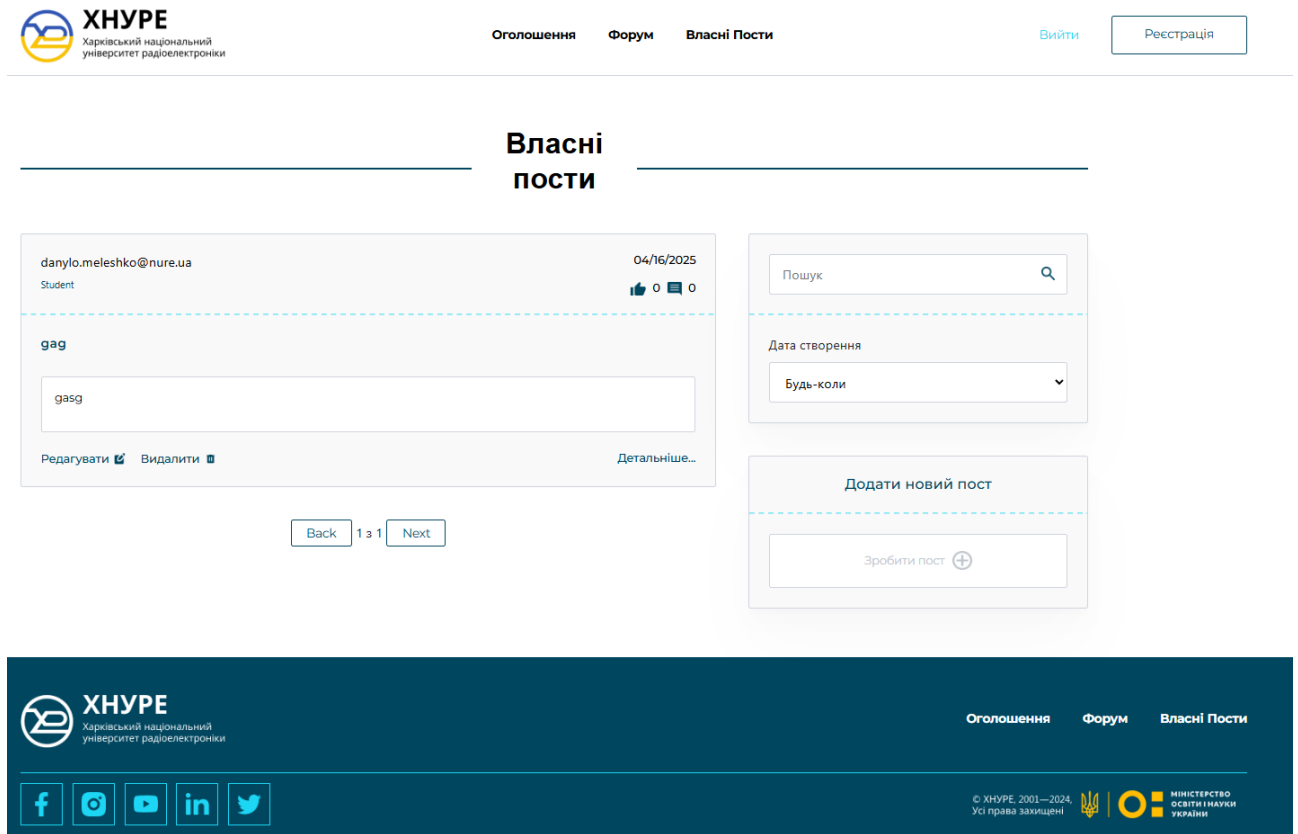 ХНУРЕ
Харківський національний
університет радіоелектроніки
Оголошення Форум Власні Пости
Вийти
Реєстрація
Власні
пости
danylo.meleshko@nure.ua
04/16/2025
Student
0 0
gag
gasg
Редагувати Видалити Детальніше...
Back 1 з 1 Next
Пошук
Дата створення
Будь-коли
Додати новий пост
Зробити пост
ХНУРЕ
Харківський національний
університет радіоелектроніки
Оголошення Форум Власні Пости
© ХНУРЕ, 2001—2024,
Усі права захищені
МІНІСТЕРСТВО
ОСВІТИ І НАУКИ
УКРАЇНИ